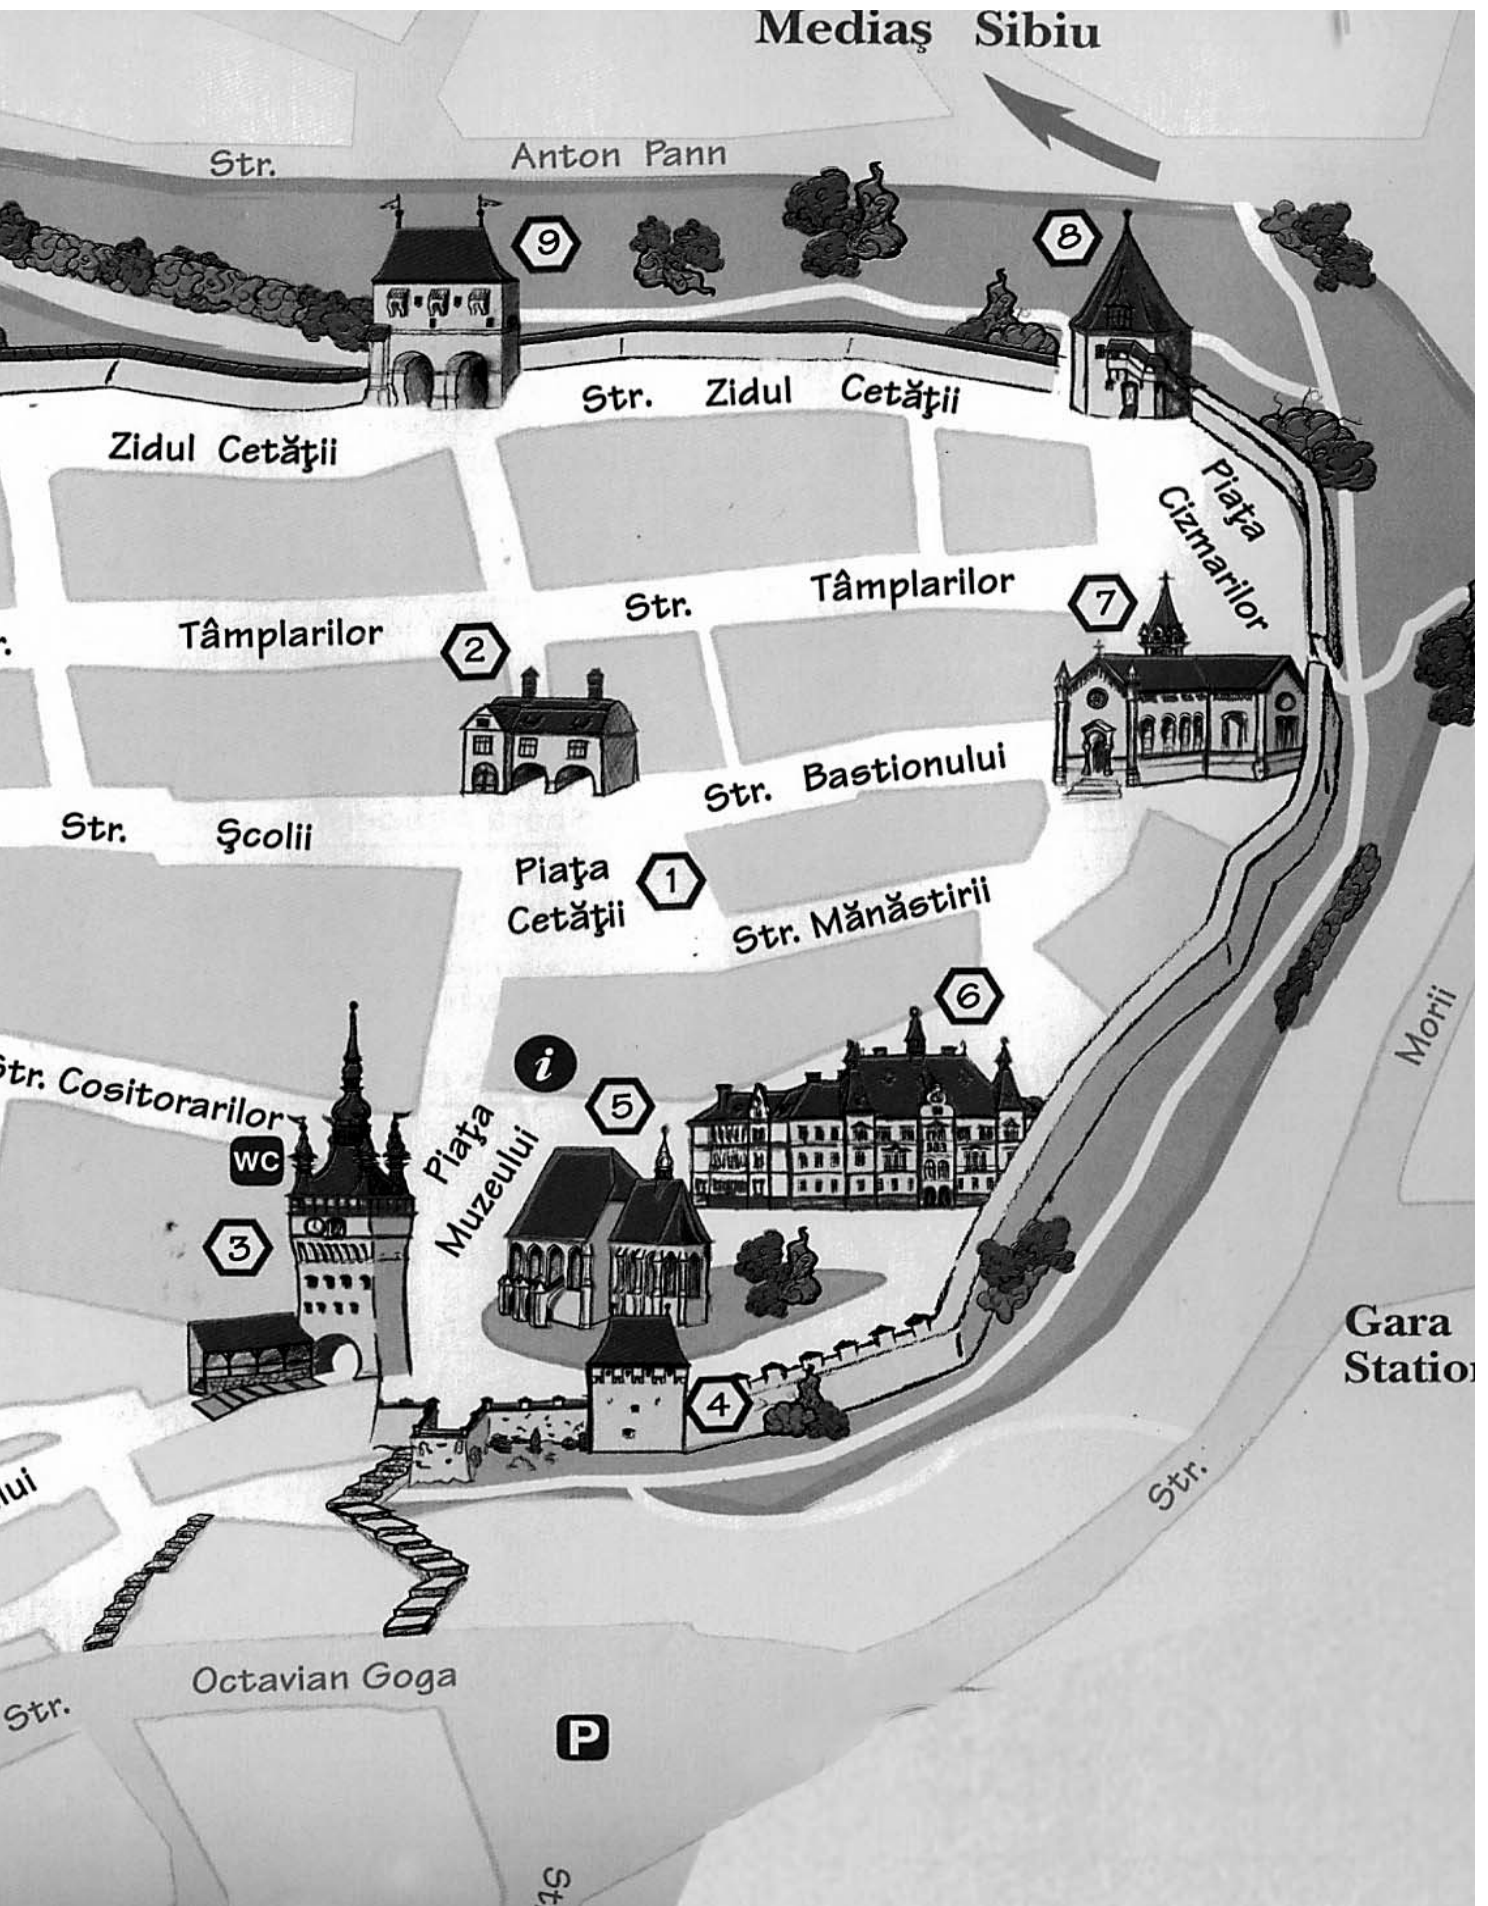 Mediaş Sibiu
Str. Anton Pann
9
8
Str. Zidul Cetăţii
Zidul Cetăţii
Piaţa
Cizmarilor
Str. Tâmplarilor
7
Tâmplarilor
2
Str. Bastionului
Str. Şcolii
Piaţa
Cetăţii
1
Str. Mănăstirii
6
Morii
Str. Cositorarilor
i
5
WC
Piaţa
Muzeului
3
Gara
Station
4
Str.
Octavian Goga
Str.
P